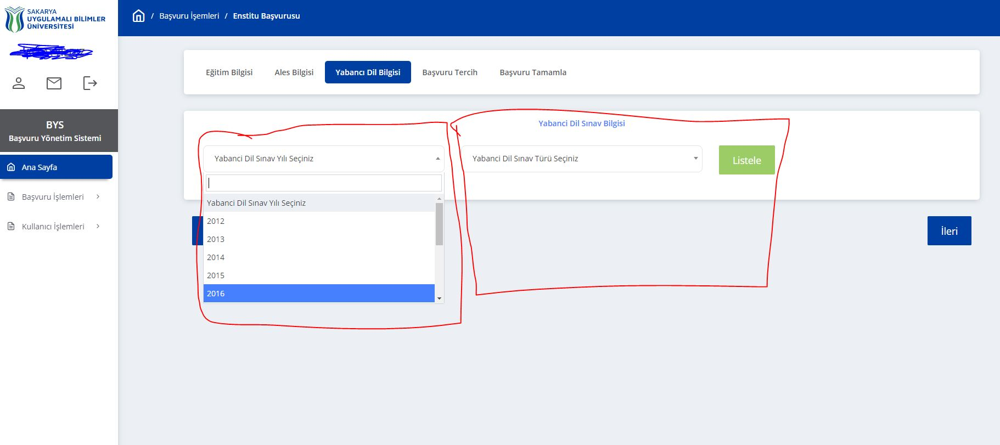 SAKARYA
UYGULAMALI BİLİMLER
ÜNİVERSİTESİ
/ Başvuru İşemleri / Enstitu Başvurusu
BYS
Başvuru Yönetim Sistemi
Ana Sayfa
Başvuru İşlemleri
Kullanıcı İşlemleri
Eğitim Bilgisi Ales Bilgisi Yabancı Dil Bilgisi Başvuru Tercih Başvuru Tamamla
Yabanci Dil Sınav Bilgisi
Yabanci Dil Sınav Yılı Seçiniz Yabanci Dil Sınav Türü Seçiniz Listele
Yabanci Dil Sınav Yılı Seçiniz
2012
2013
2014
2015
2016
İleri